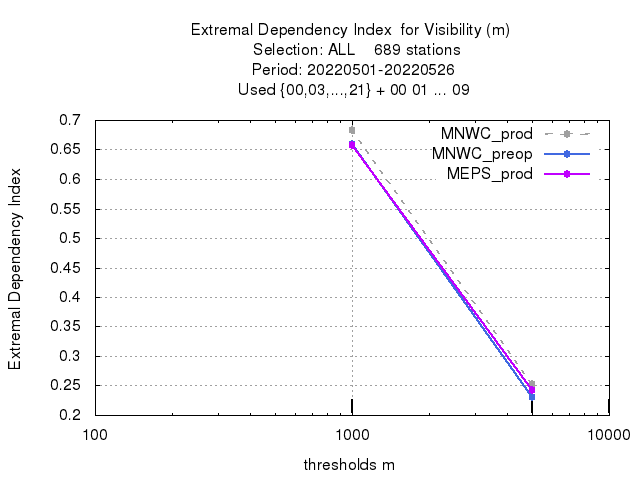 Extremal Dependency Index  for Visibility (m)
Selection: ALL    689 stations
Period: 20220501-20220526
Used {00,03,...,21} + 00 01 ... 09
Extremal Dependency Index
0.7
0.65
0.6
0.55
0.5
0.45
0.4
0.35
0.3
0.25
0.2
MNWC_prod
MNWC_preop
MEPS_prod
100 1000 10000
thresholds m